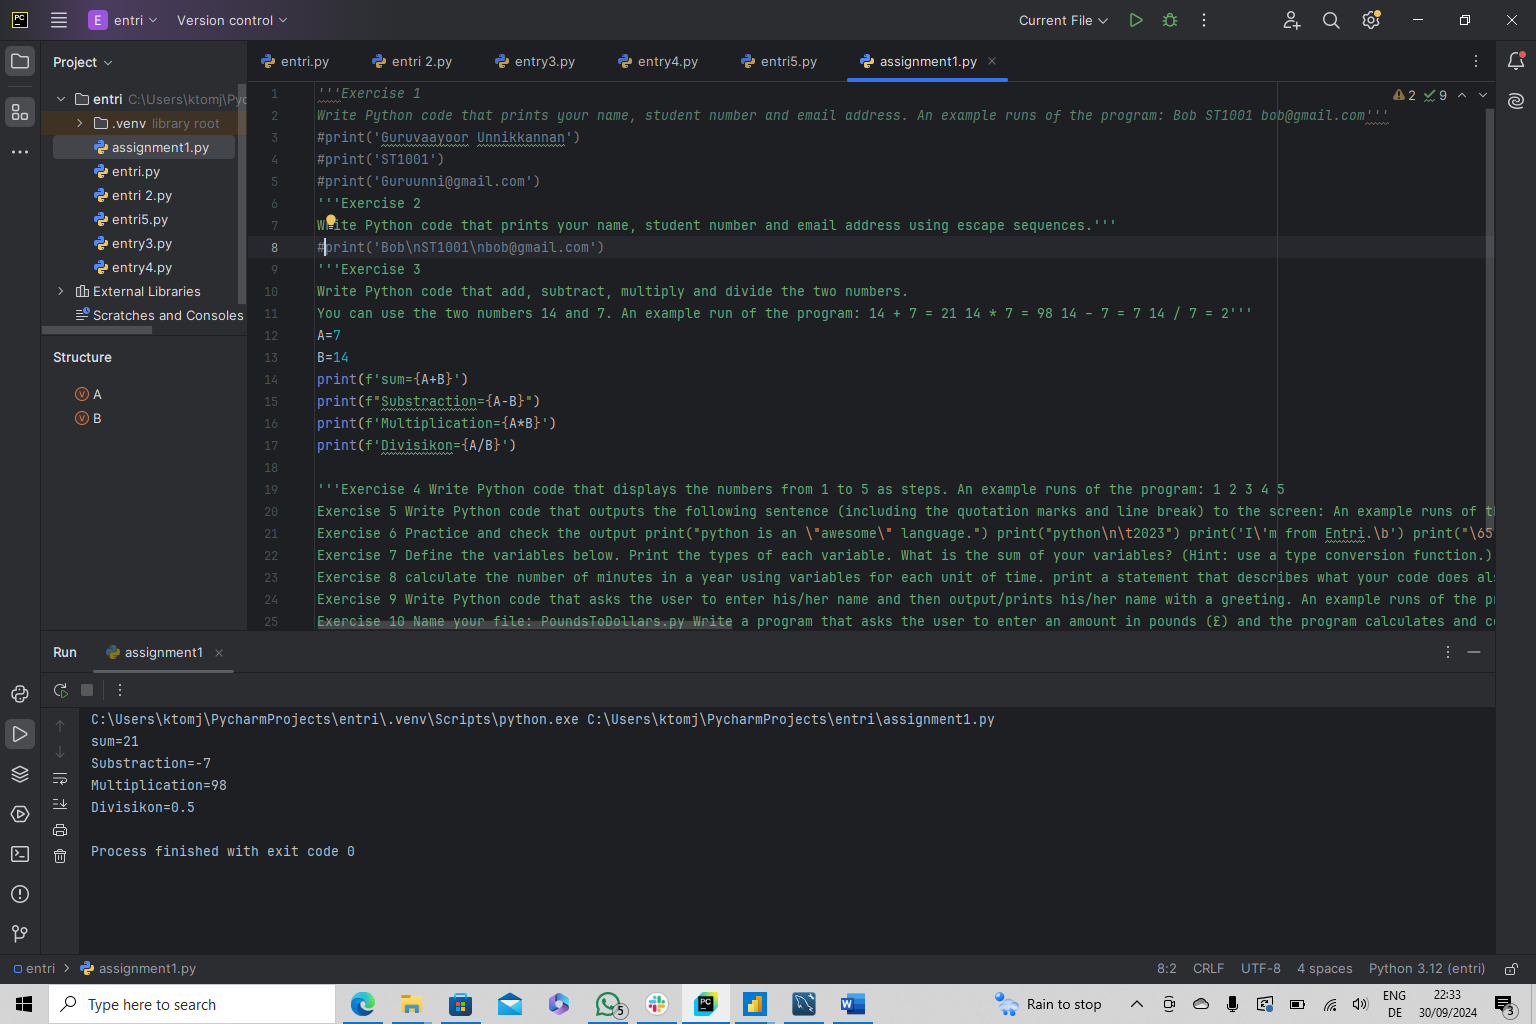 PC
E entri
Version control
Current File
Project
entri.py
entri 2.py
entry3.py
entry4.py
entri5.py
assignment1.py
entri C:\Users\ktomj\Pyc
.venv library root
assignment1.py
entri.py
entri 2.py
entri5.py
entry3.py
entry4.py
External Libraries
Scratches and Consoles
Structure
V A
V B
2 9
1 '''Exercise 1
2 Write Python code that prints your name, student number and email address. An example runs of the program: Bob ST1001 bob@gmail.com'''
3 #print('Guruvaayoor Unnikkannan')
4 #print('ST1001')
5 #print('Guruunni@gmail.com')
6 '''Exercise 2
7 Write Python code that prints your name, student number and email address using escape sequences.'''
8 #print('Bob\nST1001\nbob@gmail.com')
9 '''Exercise 3
10 Write Python code that add, subtract, multiply and divide the two numbers.
11 You can use the two numbers 14 and 7. An example run of the program: 14 + 7 = 21 14 * 7 = 98 14 - 7 = 7 14 / 7 = 2'''
12 A=7
13 B=14
14 print(f'sum={A+B}')
15 print(f"Substraction={A-B}")
16 print(f'Multiplication={A*B}')
17 print(f'Divisikon={A/B}')
18
19 '''Exercise 4 Write Python code that displays the numbers from 1 to 5 as steps. An example runs of the program: 1 2 3 4 5
20 Exercise 5 Write Python code that outputs the following sentence (including the quotation marks and line break) to the screen: An example runs of t
21 Exercise 6 Practice and check the output print("python is an \"awesome\" language.") print("python\n\t2023") print('I\'m from Entri.\b') print("\65
22 Exercise 7 Define the variables below. Print the types of each variable. What is the sum of your variables? (Hint: use a type conversion function.)
23 Exercise 8 calculate the number of minutes in a year using variables for each unit of time. print a statement that describes what your code does al
24 Exercise 9 Write Python code that asks the user to enter his/her name and then output/prints his/her name with a greeting. An example runs of the p
25 Exercise 10 Name your file: PoundsToDollars.py Write a program that asks the user to enter an amount in pounds (£) and the program calculates and c
Run
assignment1
C:\Users\ktomj\PycharmProjects\entri\.venv\Scripts\python.exe C:\Users\ktomj\PycharmProjects\entri\assignment1.py
sum=21
Substraction=-7
Multiplication=98
Divisikon=0.5
Process finished with exit code 0
entri > assignment1.py
8:2 CRLF UTF-8 4 spaces Python 3.12 (entri)
Type here to search
5
PC
W
Rain to stop
ENG
DE
22:33
30/09/2024
3